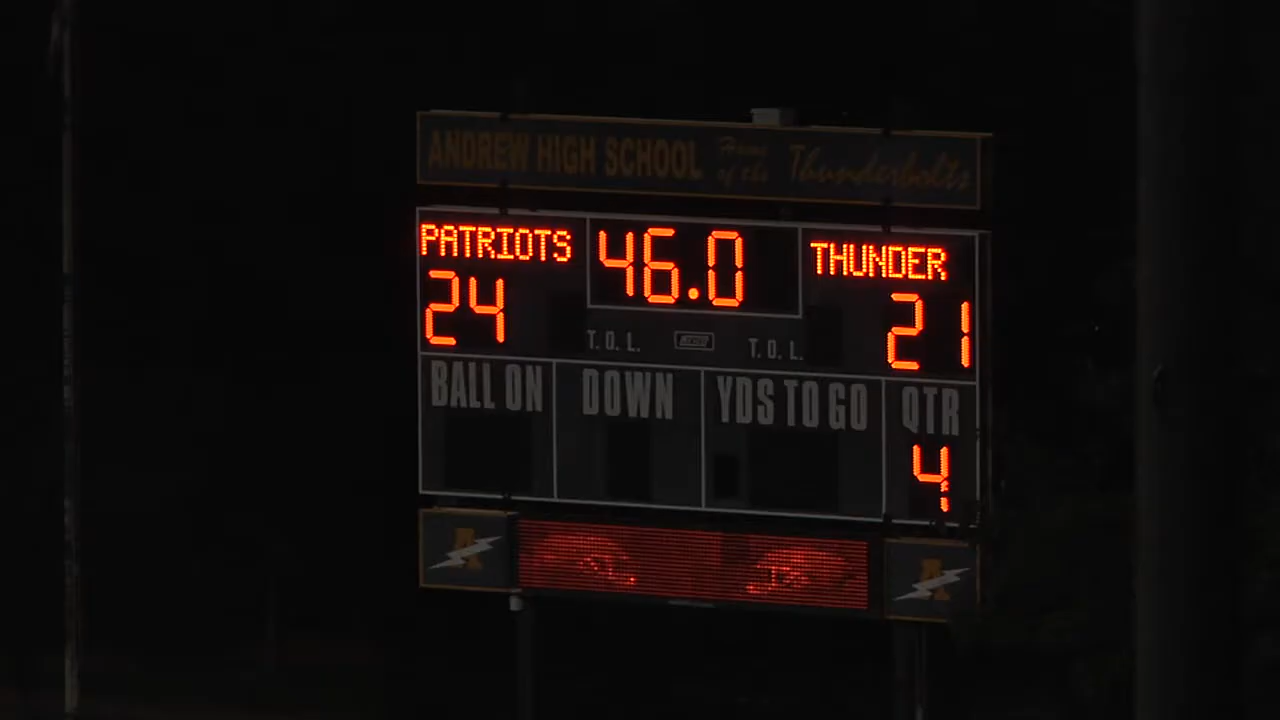 ANDREW HIGH SCHOOL Home of the Thunderbolts
PATRIOTS 46.0 THUNDER
24 21
T. O. L. T. O. L.
BALL ON DOWN YDS TO GO QTR
4
A A